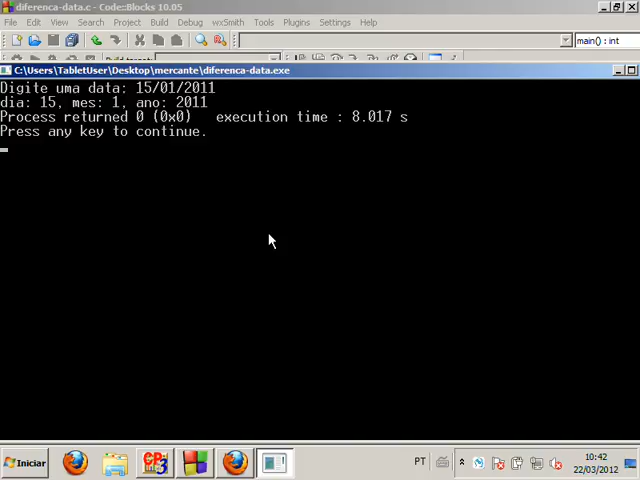 diferenca-data.c - Code::Blocks 10.05
File Edit View Search Project Build Debug wxSmith Tools Plugins Settings Help
main() : int
C:\Users\TabletUser\Desktop\mercante\diferenca-data.exe
Digite uma data: 15/01/2011
dia: 15, mes: 1, ano: 2011
Process returned 0 (0x0)   execution time : 8.017 s
Press any key to continue.
Iniciar
PT
10:42
22/03/2012